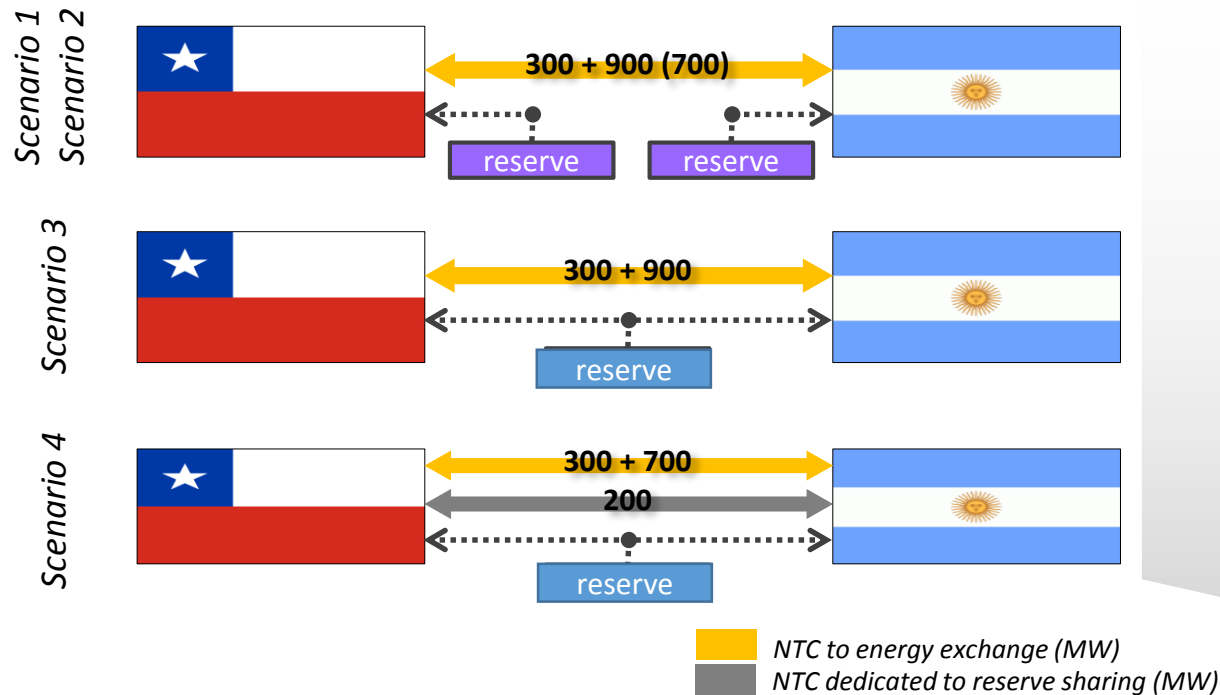 Scenario 1
Scenario 2
300 + 900 (700)
reserve
reserve
Scenario 3
300 + 900
reserve
Scenario 4
300 + 700
200
reserve
NTC to energy exchange (MW)
NTC dedicated to reserve sharing (MW)